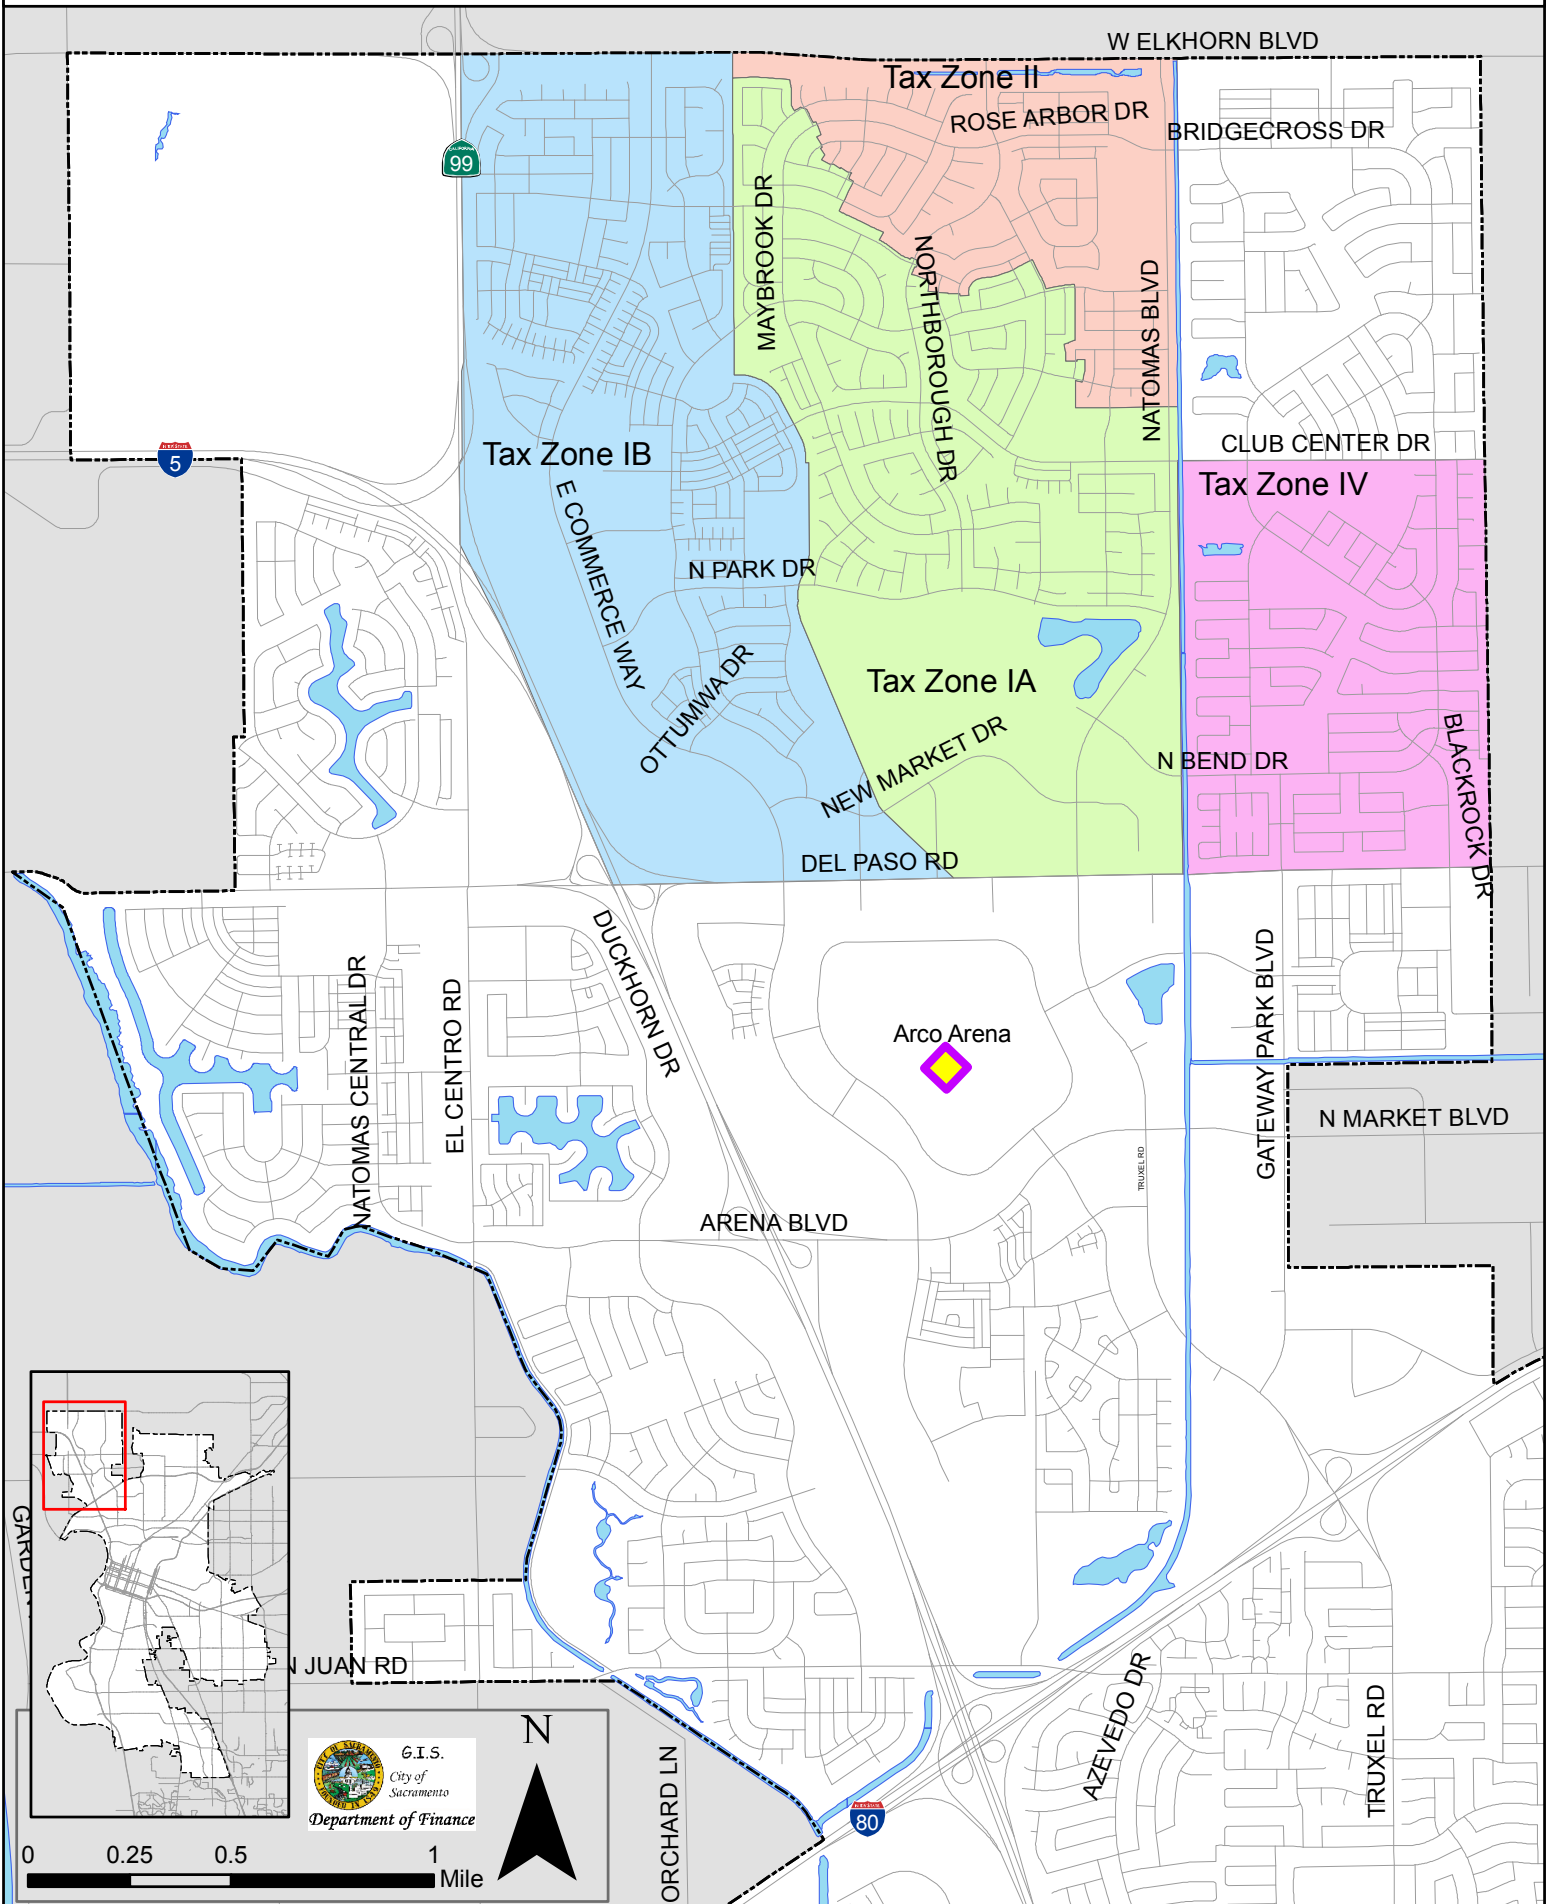 W ELKHORN BLVD
Tax Zone II
ROSE ARBOR DR
BRIDGECROSS DR
CALIFORNIA
99
MAYBROOK DR
NORTHBOROUGH DR
NATOMAS BLVD
CLUB CENTER DR
5
Tax Zone IB
Tax Zone IV
E COMMERCE WAY
N PARK DR
OTTUMWA DR
Tax Zone IA
NEW MARKET DR
N BEND DR
BLACKROCK DR
DEL PASO RD
DUCKHORN DR
NATOMAS CENTRAL DR
EL CENTRO RD
GATEWAY PARK BLVD
Arco Arena
N MARKET BLVD
TRUXEL RD
ARENA BLVD
N JUAN RD
AZEVEDO DR
TRUXEL RD
ORCHARD LN
80
N
G.I.S.
City of
Sacramento
Department of Finance
0 0.25 0.5 1
Mile